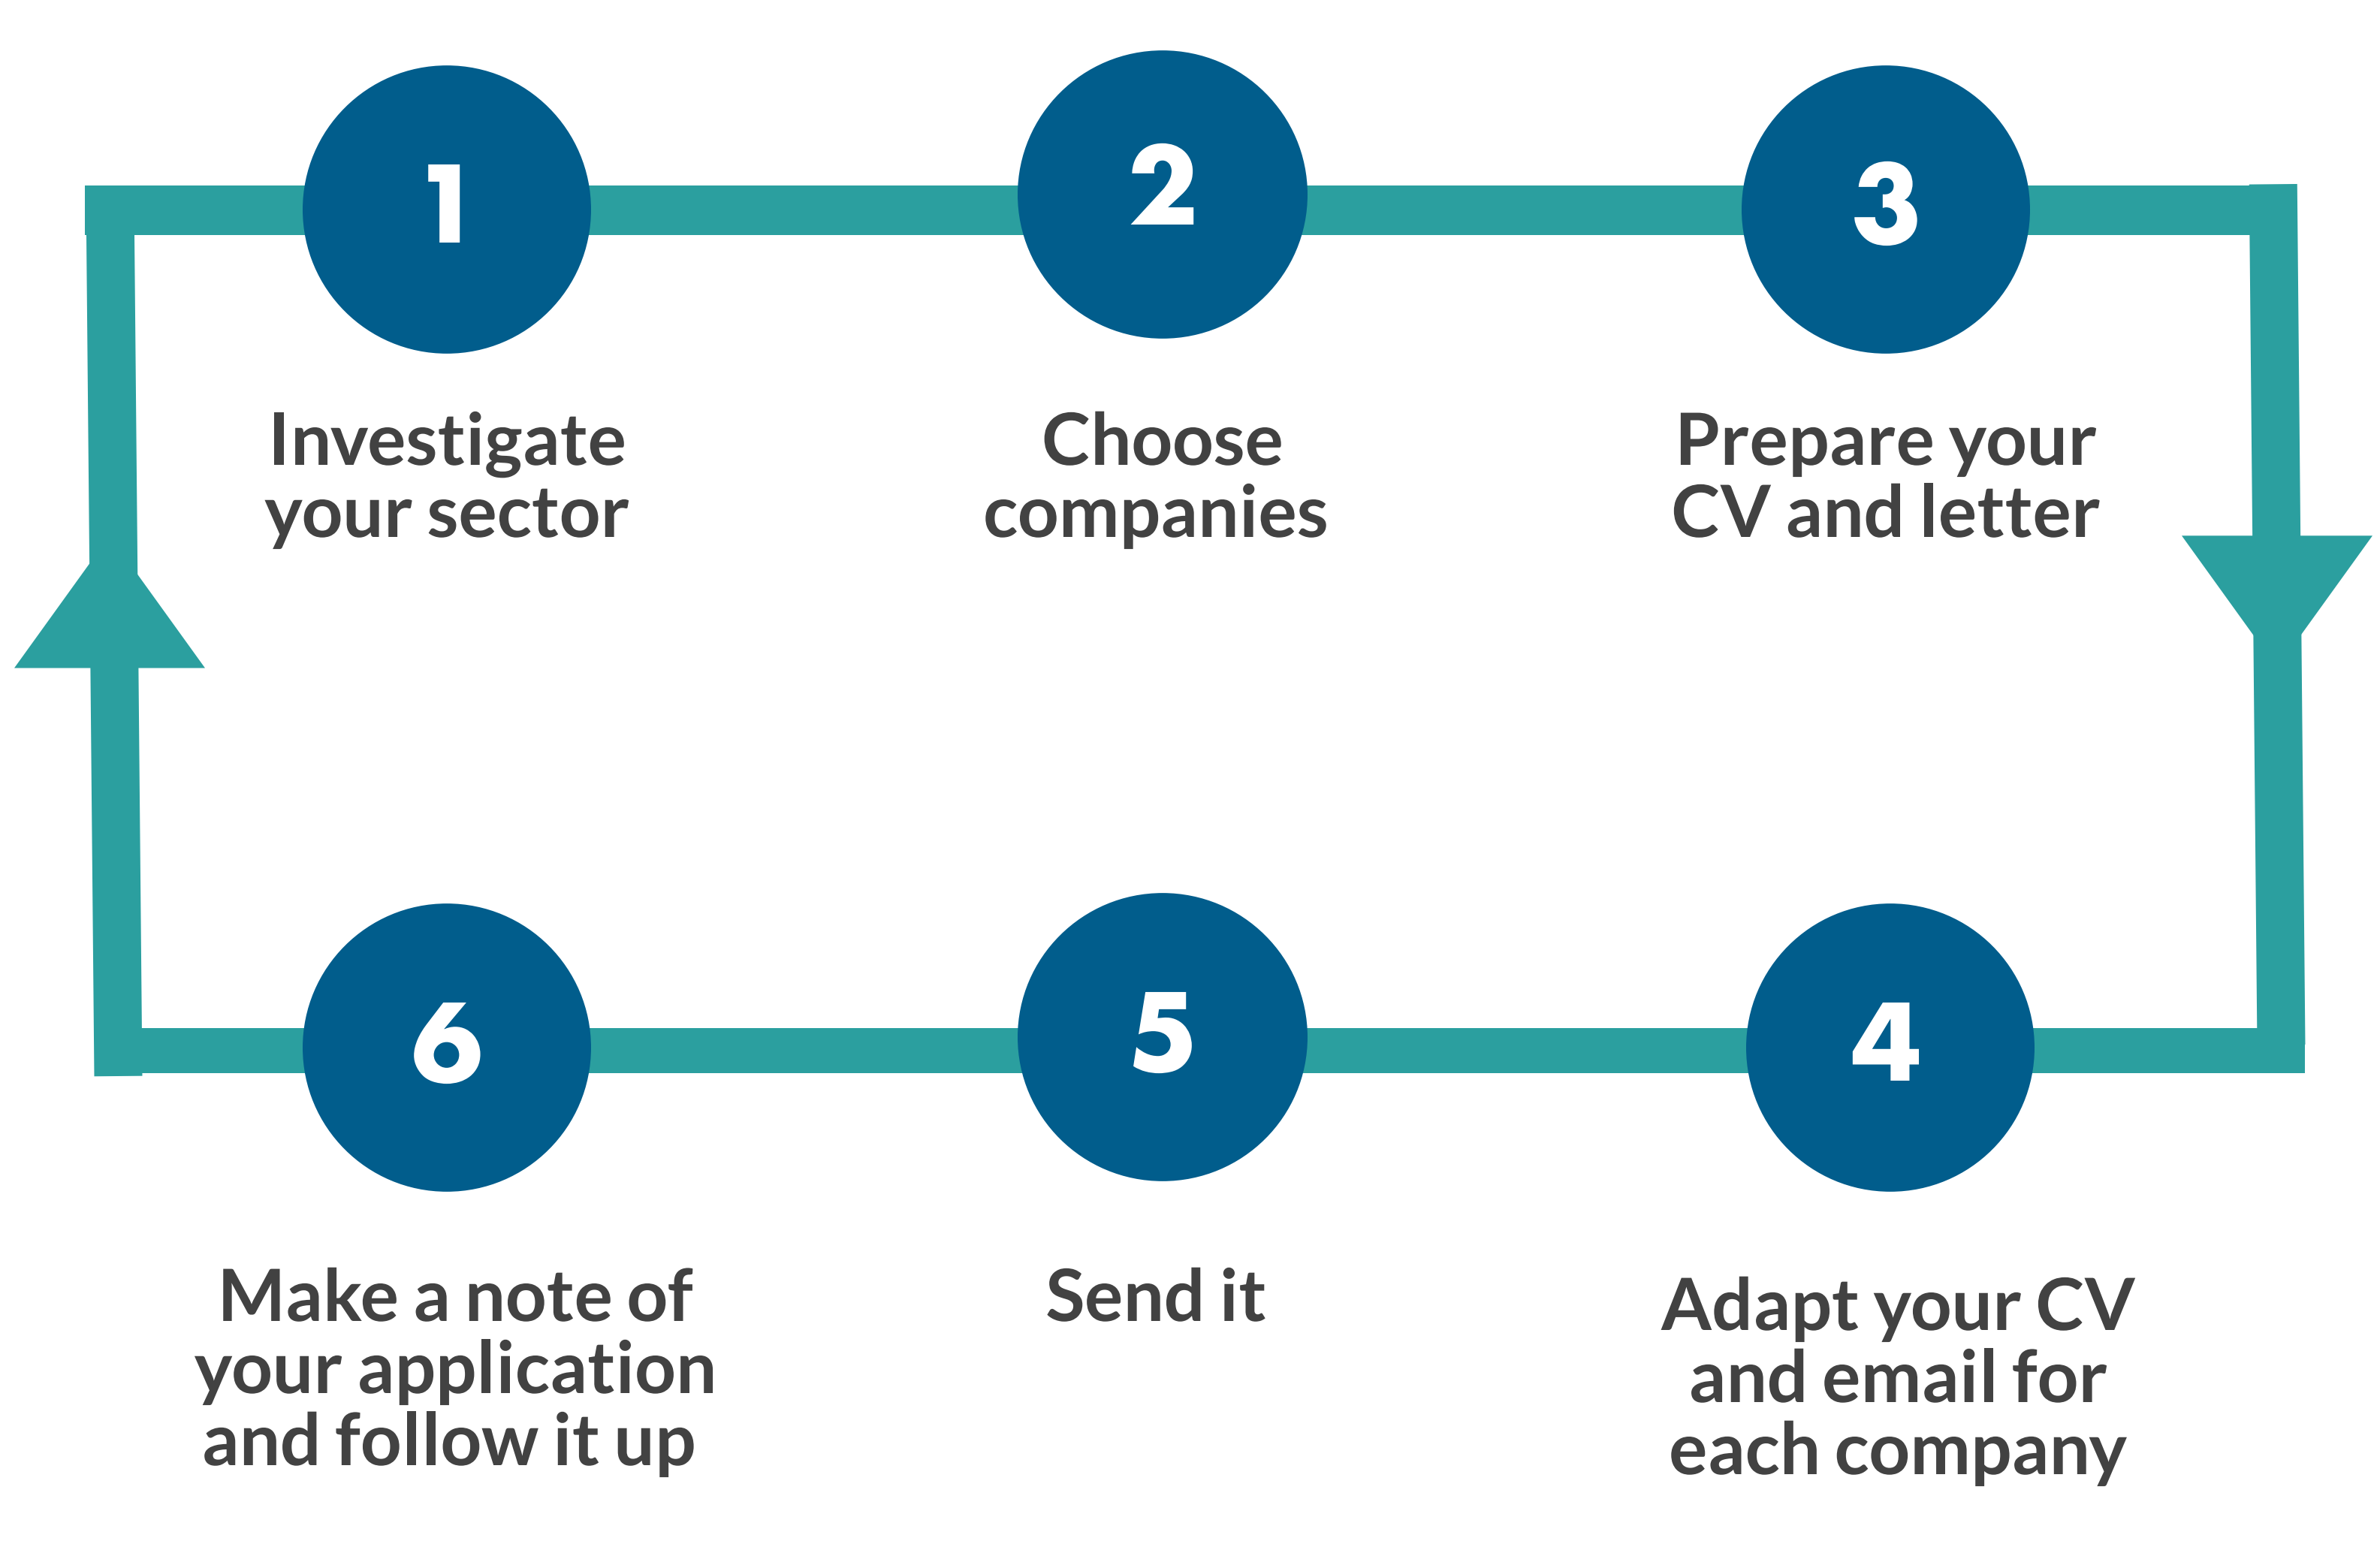 1
2
3
Investigate
your sector
Choose
companies
Prepare your
CV and letter
6
5
4
Make a note of
your application
and follow it up
Send it
Adapt your CV
and email for
each company